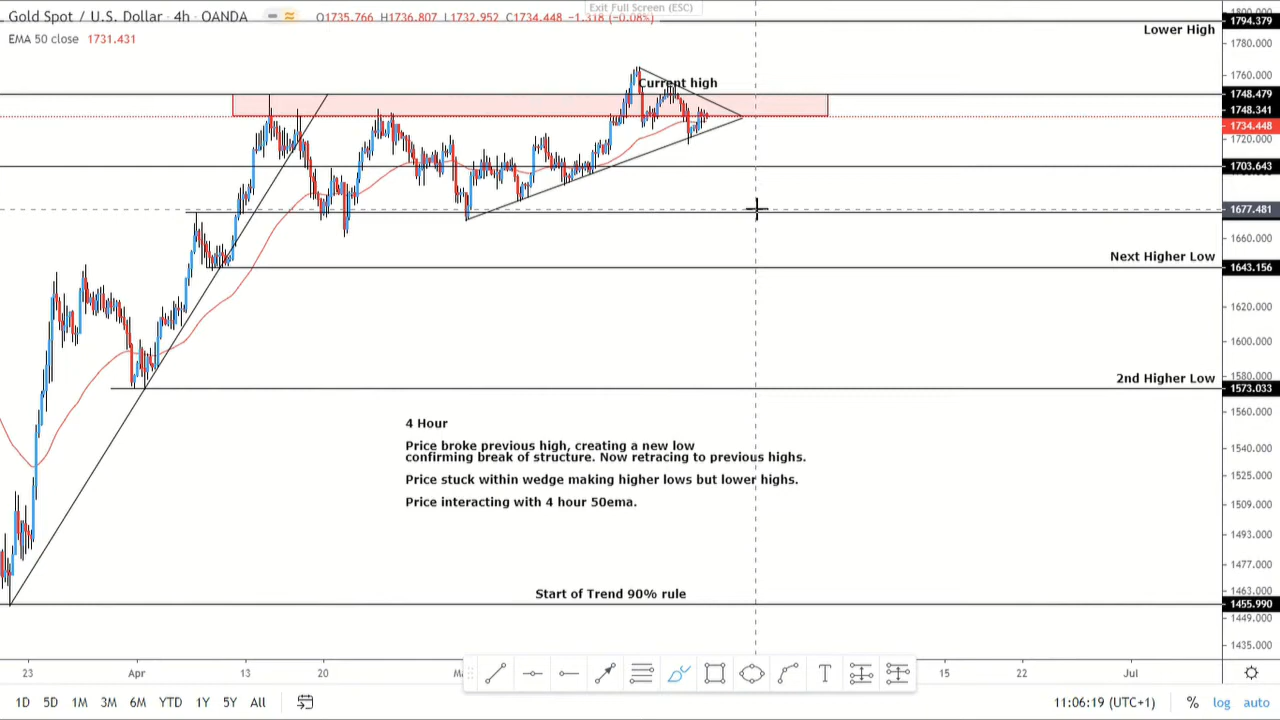 Gold Spot / U.S. Dollar · 4h · OANDA
O1735.766 H1736.807 L1732.952 C1734.448 −1.318 (−0.08%)
Exit Full Screen (ESC)
EMA 50 close 1731.431
1794.379
Lower High
1780.000
1760.000
Current high
1748.479
1748.341
1734.448
1720.000
1703.643
1677.481
1660.000
Next Higher Low
1643.156
1620.000
1600.000
1580.000
2nd Higher Low
1573.033
1560.000
4 Hour
Price broke previous high, creating a new low
confirming break of structure. Now retracing to previous highs.
1540.000
1525.000
Price stuck within wedge making higher lows but lower highs.
Price interacting with 4 hour 50ema.
1509.000
1493.000
1477.000
1463.000
Start of Trend 90% rule
1455.990
1449.000
1435.000
23 Apr 13 20 15 22 Jul
1D 5D 1M 3M 6M YTD 1Y 5Y All
11:06:19 (UTC+1) % log auto